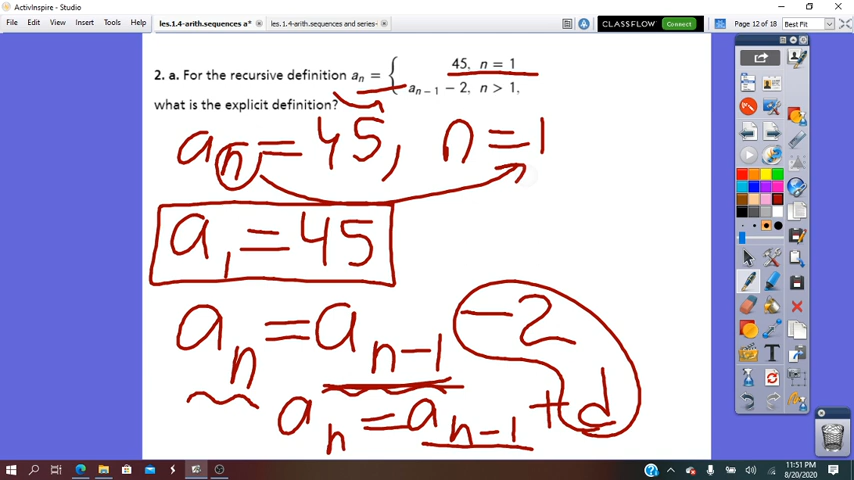 ActivInspire - Studio
File Edit View Insert Tools Help
les.1.4-arith.sequences a* les.1.4-arith.sequences and series-
CLASSFLOW Connect
Page 12 of 18 Best Fit
2. a. For the recursive definition aₙ = { 45, n = 1
aₙ₋₁ − 2, n > 1,
what is the explicit definition?
aₙ = 45, n = 1
a₁ = 45
aₙ = aₙ₋₁ − 2
aₙ = aₙ₋₁ + d
11:51 PM
8/20/2020